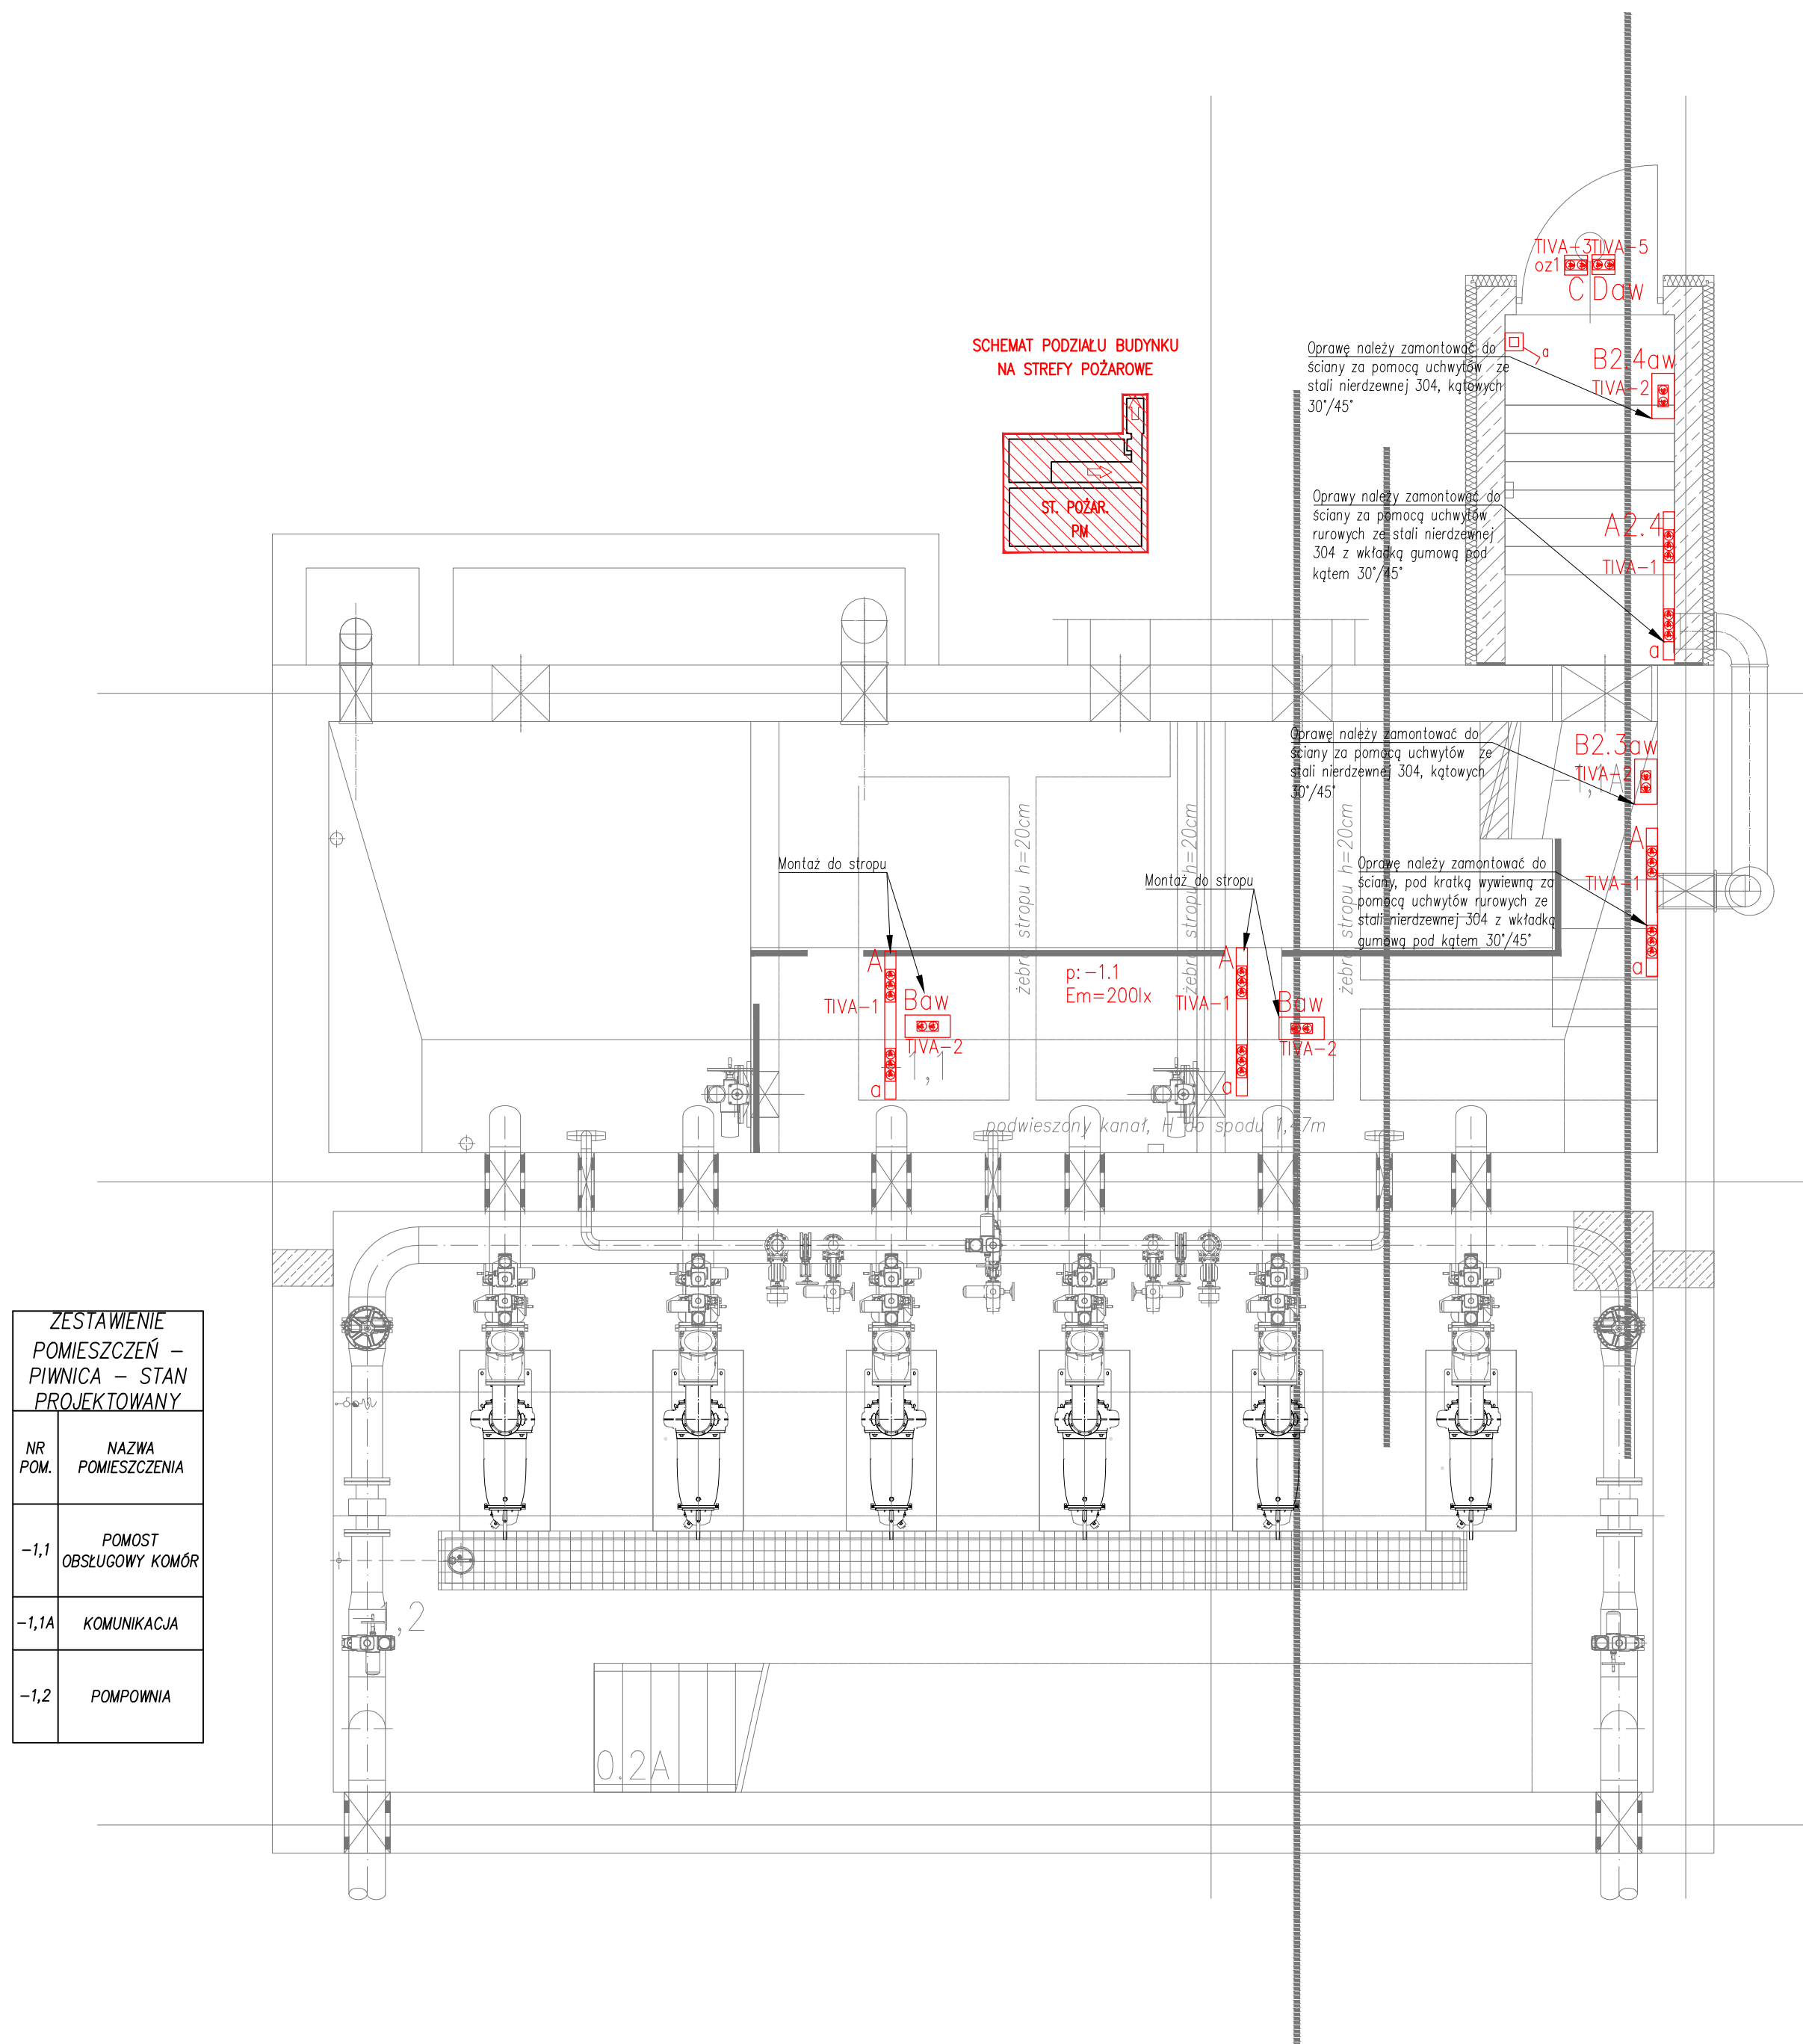 TIVA-3
TIVA-5
oz1
C
Daw
SCHEMAT PODZIAŁU BUDYNKU
NA STREFY POŻAROWE
ST. POŻAR.
PM
Oprawę należy zamontować do
ściany za pomocą uchwytów ze
stali nierdzewnej 304, kątowych
30°/45°
a
B2.4aw
TIVA-2
Oprawy należy zamontować do
ściany za pomocą uchwytów
rurowych ze stali nierdzewnej
304 z wkładką gumową pod
kątem 30°/45°
A2.4
TIVA-1
a
Oprawę należy zamontować do
ściany za pomocą uchwytów ze
stali nierdzewnej 304, kątowych
30°/45°
B2.3aw
TIVA-2
-1,1A
Oprawę należy zamontować do
ściany, pod kratką wywiewną za
pomocą uchwytów rurowych ze
stali nierdzewnej 304 z wkładką
gumową pod kątem 30°/45°
A
TIVA-1
a
Montaż do stropu
Montaż do stropu
żebro stropu h=20cm
żebro stropu h=20cm
żebro stropu h=20cm
A
TIVA-1
a
Baw
TIVA-2
-1,1
p:-1.1
Em=200lx
A
TIVA-1
a
Baw
TIVA-2
podwieszony kanał, H do spodu 1,47m
ZESTAWIENIE
POMIESZCZEŃ –
PIWNICA – STAN
PROJEKTOWANY
NR
POM.
NAZWA
POMIESZCZENIA
-1,1
POMOST
OBSŁUGOWY KOMÓR
-1,1A
KOMUNIKACJA
-1,2
POMPOWNIA
1,2
0.2A